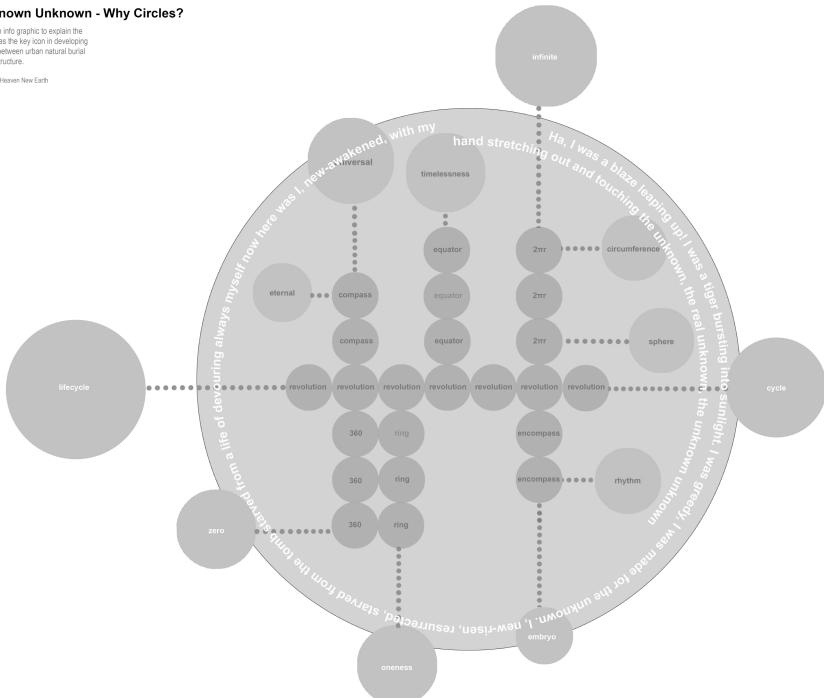 nown Unknown - Why Circles?
info graphic to explain the
as the key icon in developing
between urban natural burial
tructure.
Heaven New Earth
infinite
timelessness
equator
2πr
circumference
eternal
compass
equator
2πr
compass
equator
2πr
sphere
lifecycle
revolution revolution revolution revolution revolution revolution revolution
cycle
360
ring
encompass
360
ring
encompass
rhythm
zero
360
ring
embryo
oneness
Ha, I was a blaze leaping up! I was a tiger bursting into sunlight. I was greedy, I was made for the unknown. I, new-risen, resurrected, starved, starved from the tomb starved from a life of devouring always myself now here was I, new-awakened, with my
hand stretching out and touching the unknown, the real unknown the unknown unknown